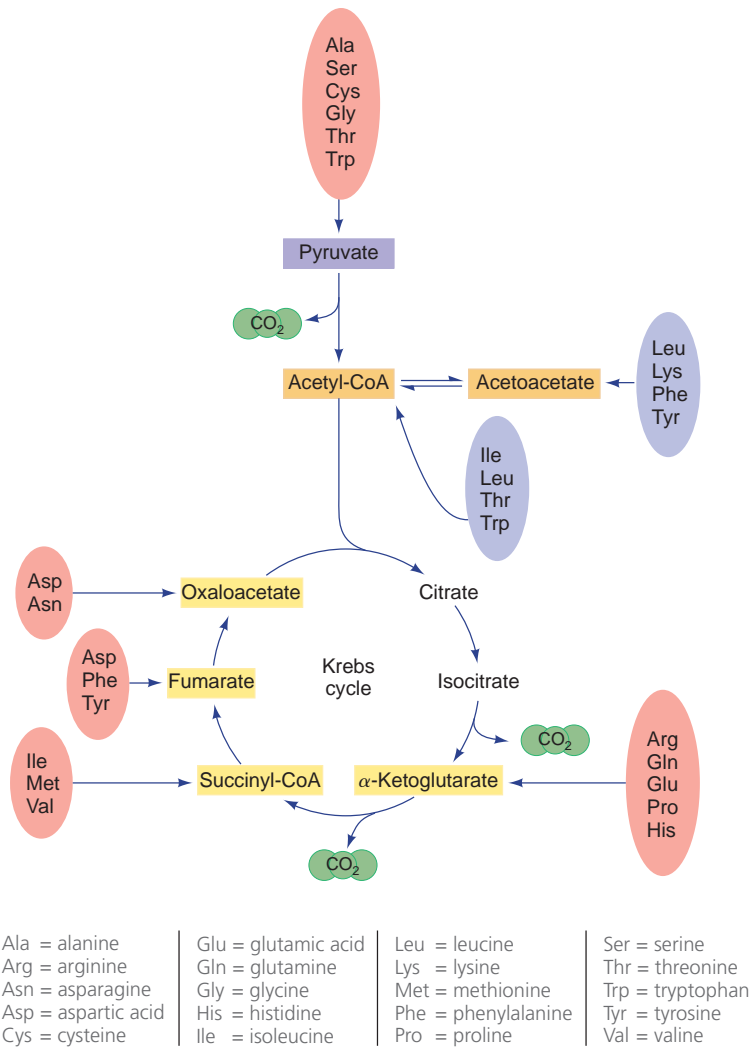 Ala
Ser
Cys
Gly
Thr
Trp
Pyruvate
CO2
Acetyl-CoA
Acetoacetate
Leu
Lys
Phe
Tyr
Ile
Leu
Thr
Trp
Asp
Asn
Oxaloacetate
Citrate
Asp
Phe
Tyr
Fumarate
Krebs
cycle
Isocitrate
CO2
Ile
Met
Val
Succinyl-CoA
α-Ketoglutarate
Arg
Gln
Glu
Pro
His
CO2
Ala = alanine
Arg = arginine
Asn = asparagine
Asp = aspartic acid
Cys = cysteine
Glu = glutamic acid
Gln = glutamine
Gly = glycine
His = histidine
Ile = isoleucine
Leu = leucine
Lys = lysine
Met = methionine
Phe = phenylalanine
Pro = proline
Ser = serine
Thr = threonine
Trp = tryptophan
Tyr = tyrosine
Val = valine